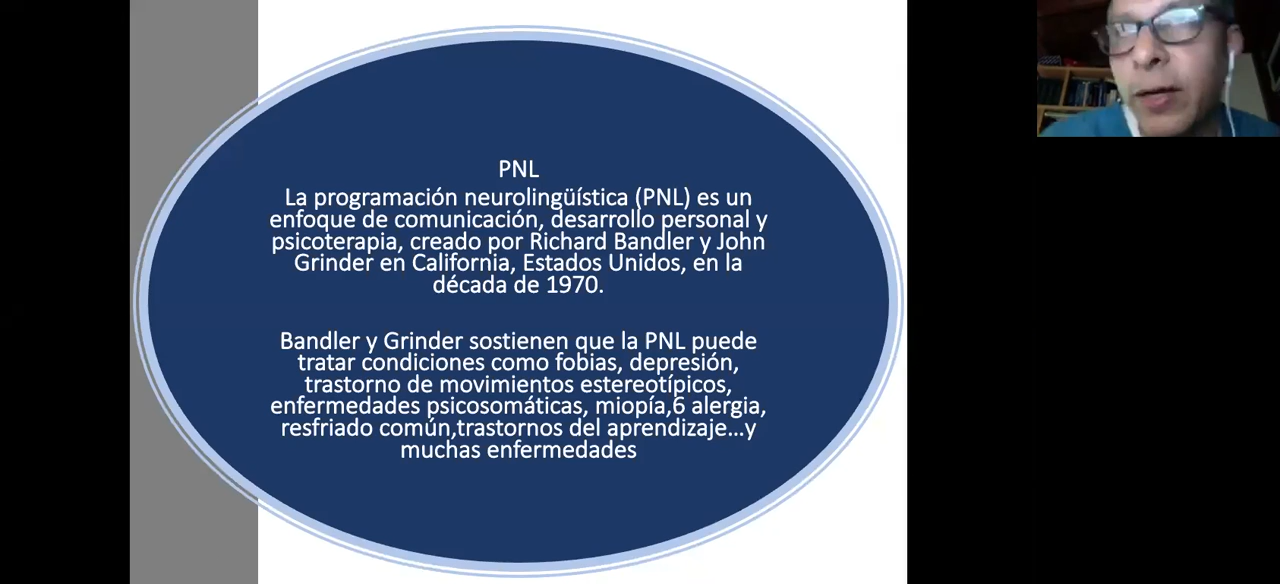 PNL
La programación neurolingüística (PNL) es un
enfoque de comunicación, desarrollo personal y
psicoterapia, creado por Richard Bandler y John
Grinder en California, Estados Unidos, en la
década de 1970.
Bandler y Grinder sostienen que la PNL puede
tratar condiciones como fobias, depresión,
trastorno de movimientos estereotípicos,
enfermedades psicosomáticas, miopía,6 alergia,
resfriado común,trastornos del aprendizaje...y
muchas enfermedades